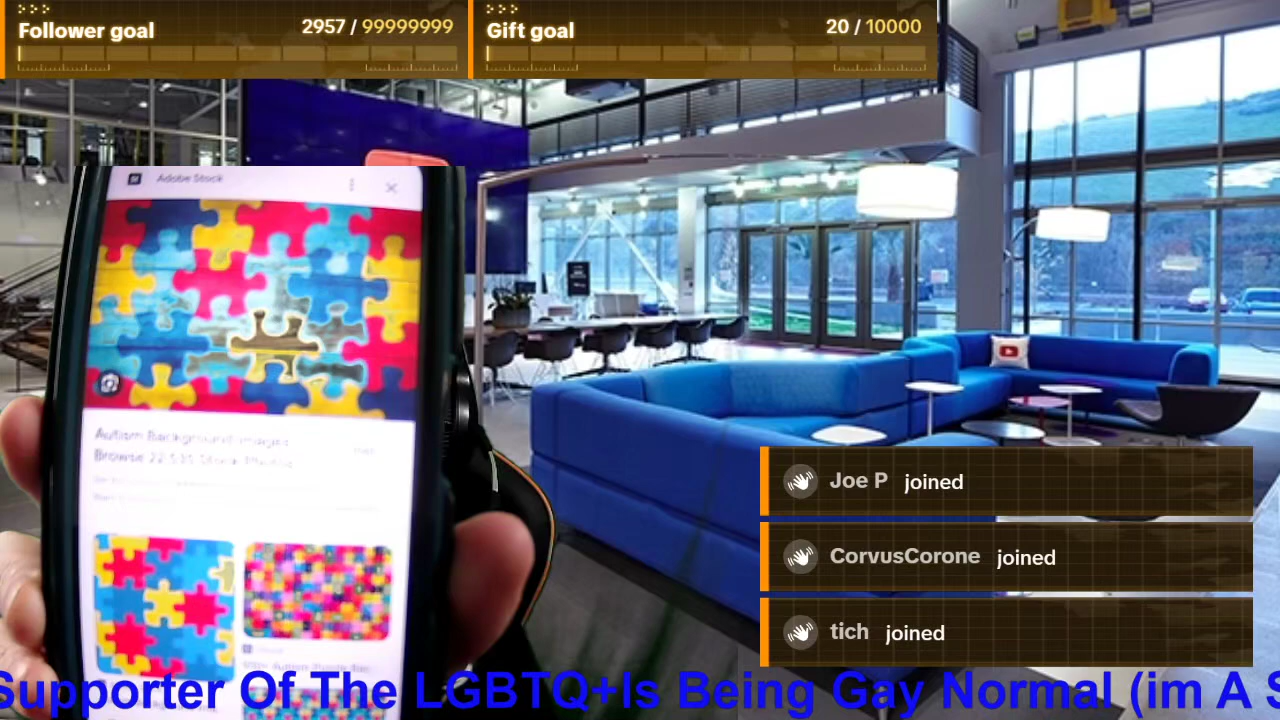 Follower goal
2957 / 99999999
Gift goal
20 / 10000
Adobe Stock
Autism Background Images
Joe P joined
CorvusCorone joined
tich joined
Supporter Of The LGBTQ+Is Being Gay Normal (im A S